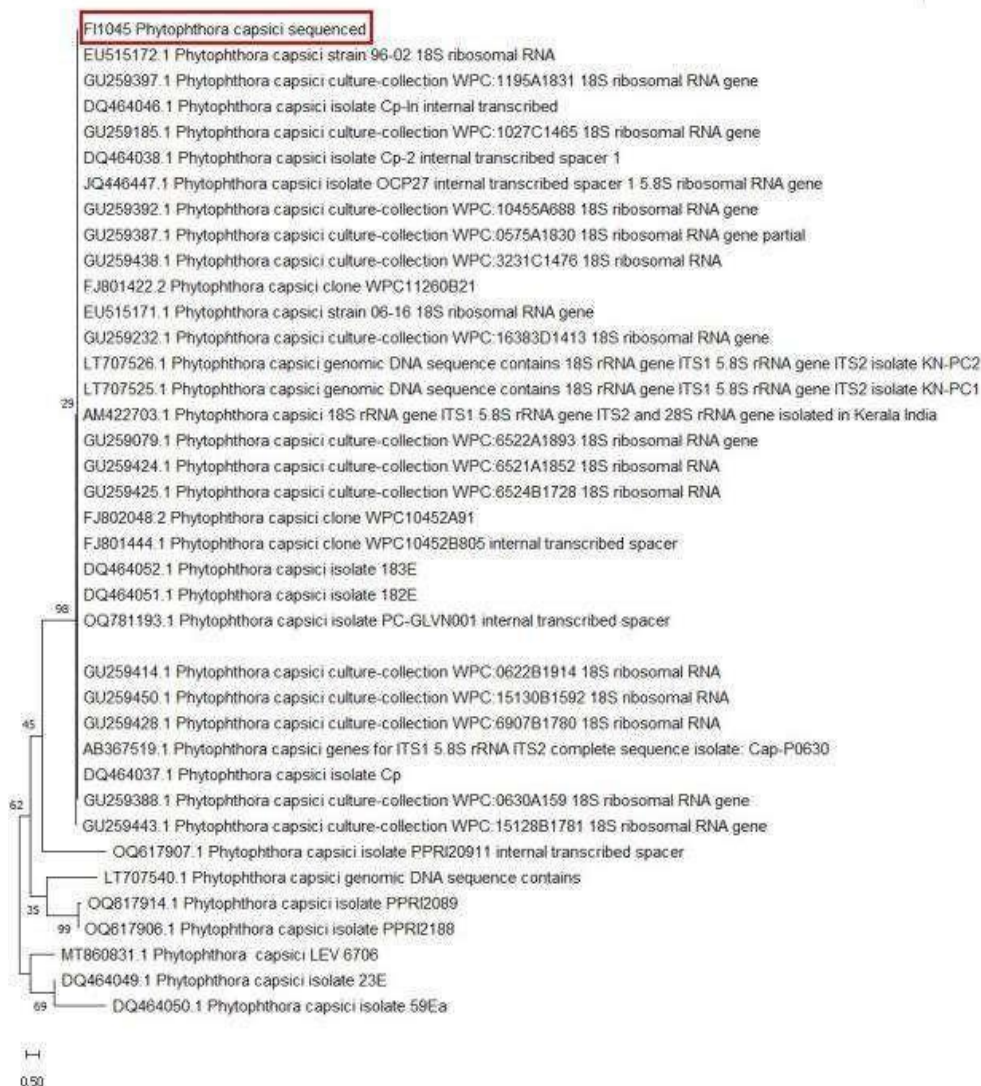 FI1045 Phytophthora capsici sequenced
EU515172.1 Phytophthora capsici strain 96-02 18S ribosomal RNA
GU259397.1 Phytophthora capsici culture-collection WPC:1195A1831 18S ribosomal RNA gene
DQ464046.1 Phytophthora capsici isolate Cp-In internal transcribed
GU259185.1 Phytophthora capsici culture-collection WPC:1027C1465 18S ribosomal RNA gene
DQ464038.1 Phytophthora capsici isolate Cp-2 internal transcribed spacer 1
JQ446447.1 Phytophthora capsici isolate OCP27 internal transcribed spacer 1 5.8S ribosomal RNA gene
GU259392.1 Phytophthora capsici culture-collection WPC:10455A688 18S ribosomal RNA gene
GU259387.1 Phytophthora capsici culture-collection WPC:0575A1830 18S ribosomal RNA gene partial
GU259438.1 Phytophthora capsici culture-collection WPC:3231C1476 18S ribosomal RNA
FJ801422.2 Phytophthora capsici clone WPC11260B21
EU515171.1 Phytophthora capsici strain 06-16 18S ribosomal RNA gene
GU259232.1 Phytophthora capsici culture-collection WPC:16383D1413 18S ribosomal RNA gene
LT707526.1 Phytophthora capsici genomic DNA sequence contains 18S rRNA gene ITS1 5.8S rRNA gene ITS2 isolate KN-PC2
LT707525.1 Phytophthora capsici genomic DNA sequence contains 18S rRNA gene ITS1 5.8S rRNA gene ITS2 isolate KN-PC1
29
AM422703.1 Phytophthora capsici 18S rRNA gene ITS1 5.8S rRNA gene ITS2 and 28S rRNA gene isolated in Kerala India
GU259079.1 Phytophthora capsici culture-collection WPC:6522A1893 18S ribosomal RNA gene
GU259424.1 Phytophthora capsici culture-collection WPC:6521A1852 18S ribosomal RNA
GU259425.1 Phytophthora capsici culture-collection WPC:6524B1728 18S ribosomal RNA
FJ802048.2 Phytophthora capsici clone WPC10452A91
FJ801444.1 Phytophthora capsici clone WPC10452B805 internal transcribed spacer
DQ464052.1 Phytophthora capsici isolate 183E
DQ464051.1 Phytophthora capsici isolate 182E
98
OQ781193.1 Phytophthora capsici isolate PC-GLVN001 internal transcribed spacer
GU259414.1 Phytophthora capsici culture-collection WPC:0622B1914 18S ribosomal RNA
GU259450.1 Phytophthora capsici culture-collection WPC:15130B1592 18S ribosomal RNA
45
GU259428.1 Phytophthora capsici culture-collection WPC:6907B1780 18S ribosomal RNA
AB367519.1 Phytophthora capsici genes for ITS1 5.8S rRNA ITS2 complete sequence isolate: Cap-P0630
DQ464037.1 Phytophthora capsici isolate Cp
62
GU259388.1 Phytophthora capsici culture-collection WPC:0630A159 18S ribosomal RNA gene
GU259443.1 Phytophthora capsici culture-collection WPC:15128B1781 18S ribosomal RNA gene
OQ617907.1 Phytophthora capsici isolate PPRI20911 internal transcribed spacer
LT707540.1 Phytophthora capsici genomic DNA sequence contains
35
OQ617914.1 Phytophthora capsici isolate PPRI2089
99
OQ617906.1 Phytophthora capsici isolate PPRI2188
MT860831.1 Phytophthora capsici LEV 6706
DQ464049.1 Phytophthora capsici isolate 23E
69
DQ464050.1 Phytophthora capsici isolate 59Ea
0.50